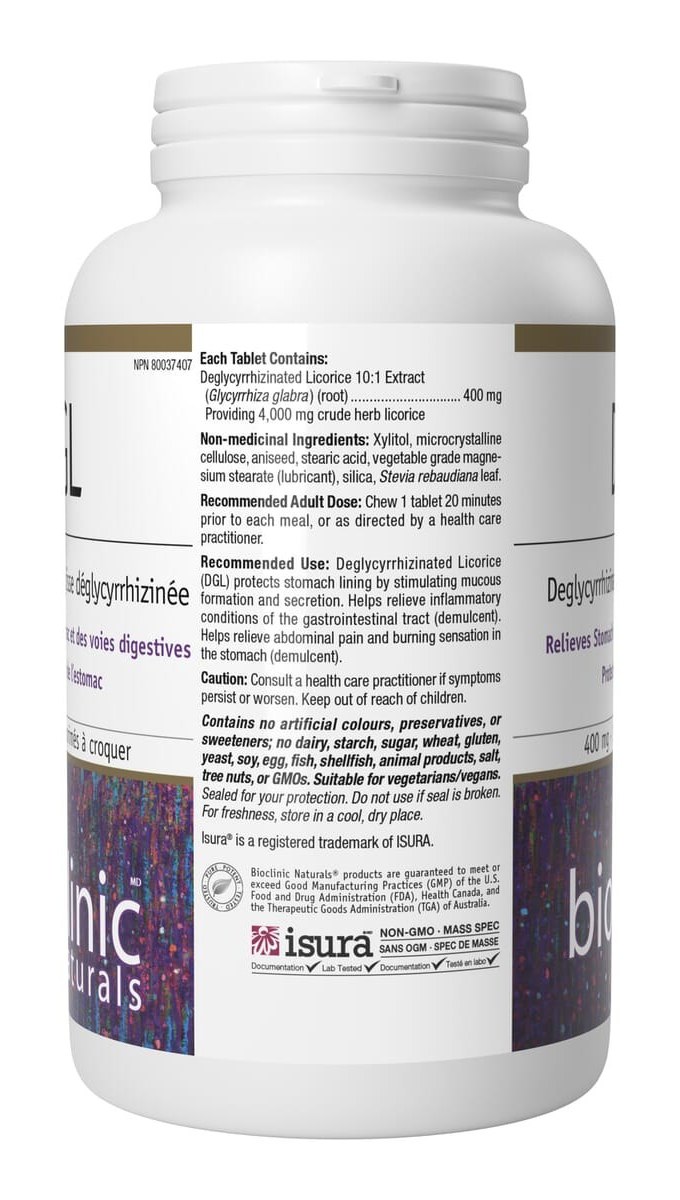 NPN 80037407
GL
déglycyrrhizinée
et des voies digestives
l'estomac
à croquer
MD
Each Tablet Contains:
Deglycyrrhizinated Licorice 10:1 Extract
(Glycyrrhiza glabra) (root).............................. 400 mg
Providing 4,000 mg crude herb licorice
Non-medicinal Ingredients: Xylitol, microcrystalline
cellulose, aniseed, stearic acid, vegetable grade magne-
sium stearate (lubricant), silica, Stevia rebaudiana leaf.
Recommended Adult Dose: Chew 1 tablet 20 minutes
prior to each meal, or as directed by a health care
practitioner.
Recommended Use: Deglycyrrhizinated Licorice
(DGL) protects stomach lining by stimulating mucous
formation and secretion. Helps relieve inflammatory
conditions of the gastrointestinal tract (demulcent).
Helps relieve abdominal pain and burning sensation in
the stomach (demulcent).
Caution: Consult a health care practitioner if symptoms
persist or worsen. Keep out of reach of children.
Contains no artificial colours, preservatives, or
sweeteners; no dairy, starch, sugar, wheat, gluten,
yeast, soy, egg, fish, shellfish, animal products, salt,
tree nuts, or GMOs. Suitable for vegetarians/vegans.
Sealed for your protection. Do not use if seal is broken.
For freshness, store in a cool, dry place.
Isura® is a registered trademark of ISURA.
PURE POTENT TESTED TRUSTED
Bioclinic Naturals® products are guaranteed to meet or
exceed Good Manufacturing Practices (GMP) of the U.S.
Food and Drug Administration (FDA), Health Canada, and
the Therapeutic Goods Administration (TGA) of Australia.
isura
NON-GMO · MASS SPEC
SANS OGM · SPEC DE MASSE
Documentation Lab Tested Documentation Testé en labo
Relieves
400 mg